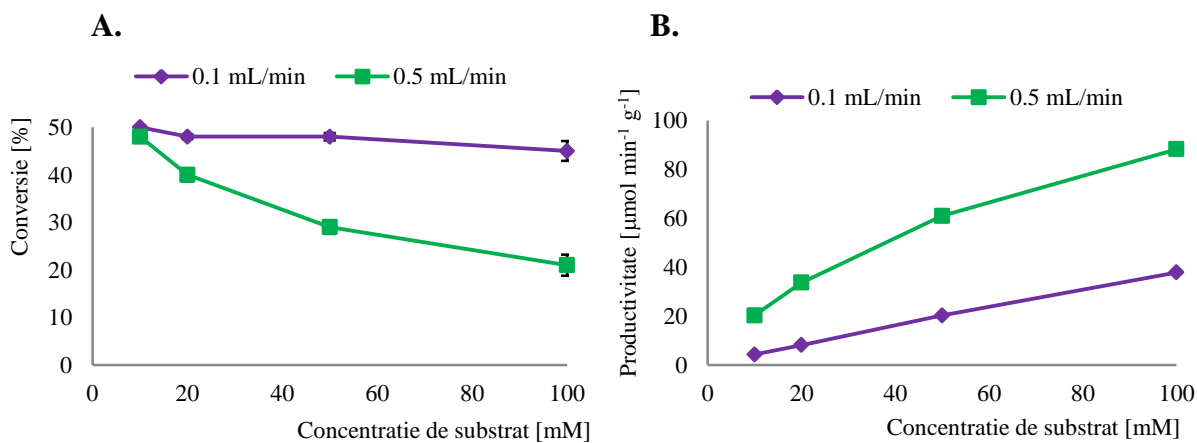 A.
0.1 mL/min 0.5 mL/min
Conversie [%]
50
40
30
20
10
0
0 20 40 60 80 100
Concentratie de substrat [mM]
B.
0.1 mL/min 0.5 mL/min
Productivitate [µmol min-1 g-1]
100
80
60
40
20
0
0 20 40 60 80 100
Concentratie de substrat [mM]